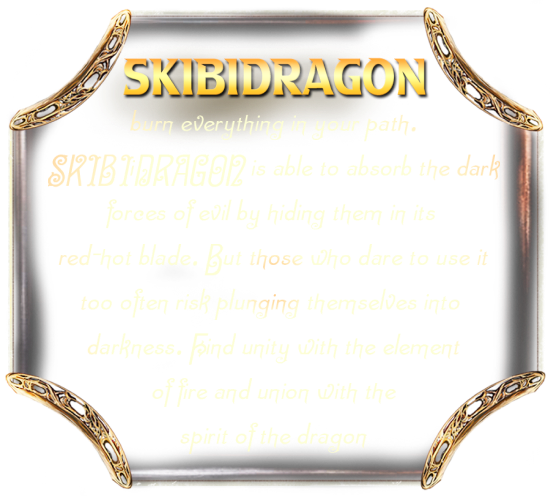 SKIBIDRAGON
burn everything in your path.
SKIBIDRAGON is able to absorb the dark
forces of evil by hiding them in its
red-hot blade. But those who dare to use it
too often risk plunging themselves into
darkness. Find unity with the element
of fire and union with the
spirit of the dragon